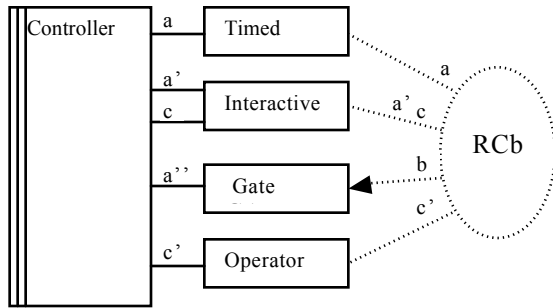 Controller
a
Timed
a
a'
Interactive
a' c
c
RCb
a''
Gate
b
c'
c'
Operator